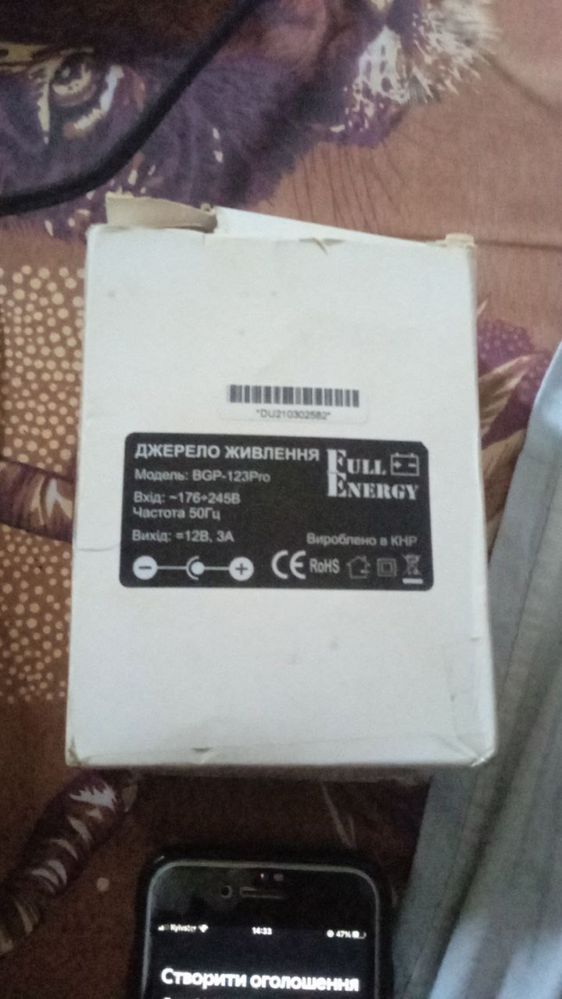 *DU210302582*
ДЖЕРЕЛО ЖИВЛЕННЯ
Модель: BGP-123Pro
Вхід: ~176÷245В
Частота 50Гц
Вихід: =12В, 3А
FULL
ENERGY
Вироблено в КНР
CE RoHS
Kyivstar 14:33 47%
Створити оголошення